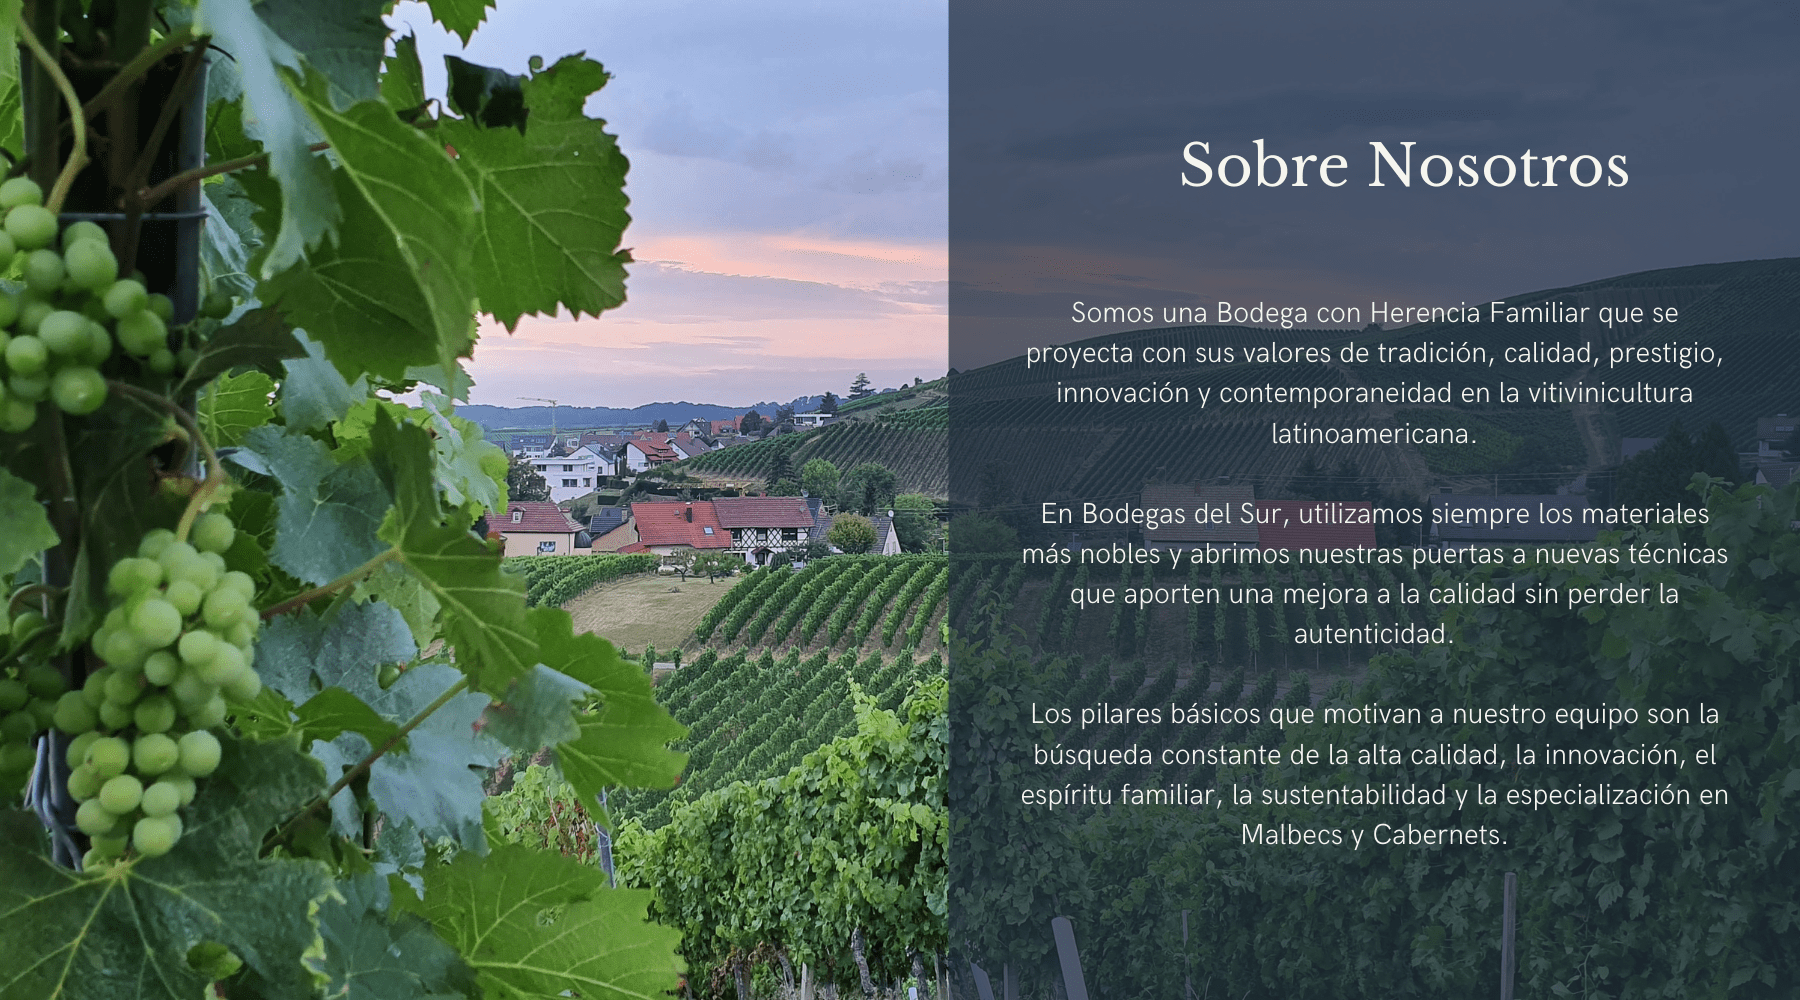 Sobre Nosotros
Somos una Bodega con Herencia Familiar que se
proyecta con sus valores de tradición, calidad, prestigio,
innovación y contemporaneidad en la vitivinicultura
latinoamericana.
En Bodegas del Sur, utilizamos siempre los materiales
más nobles y abrimos nuestras puertas a nuevas técnicas
que aporten una mejora a la calidad sin perder la
autenticidad.
Los pilares básicos que motivan a nuestro equipo son la
búsqueda constante de la alta calidad, la innovación, el
espíritu familiar, la sustentabilidad y la especialización en
Malbecs y Cabernets.